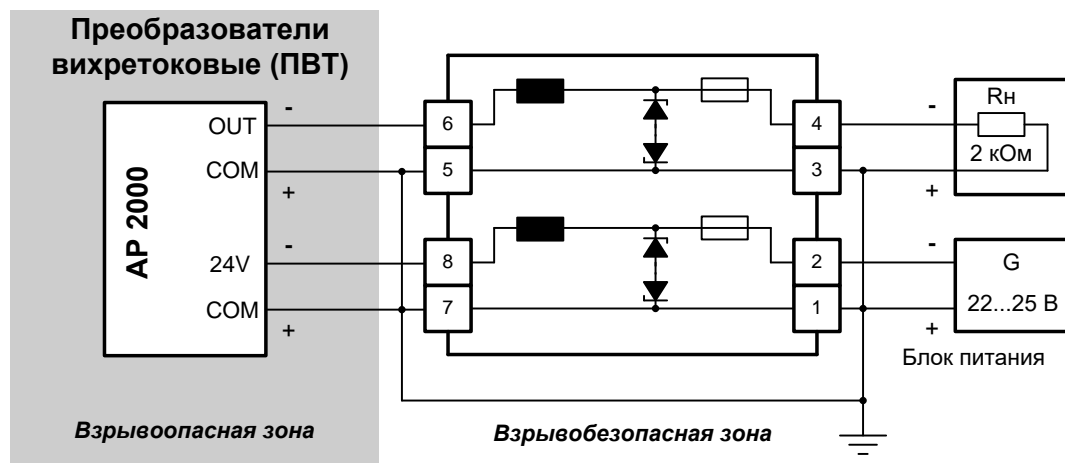 Преобразователи
вихретоковые (ПВТ)
AP 2000
OUT
-
COM
+
24V
-
COM
+
6
5
8
7
4
3
2
1
-
+
Rн
2 кОм
-
+
G
22...25 В
Блок питания
Взрывоопасная зона
Взрывобезопасная зона